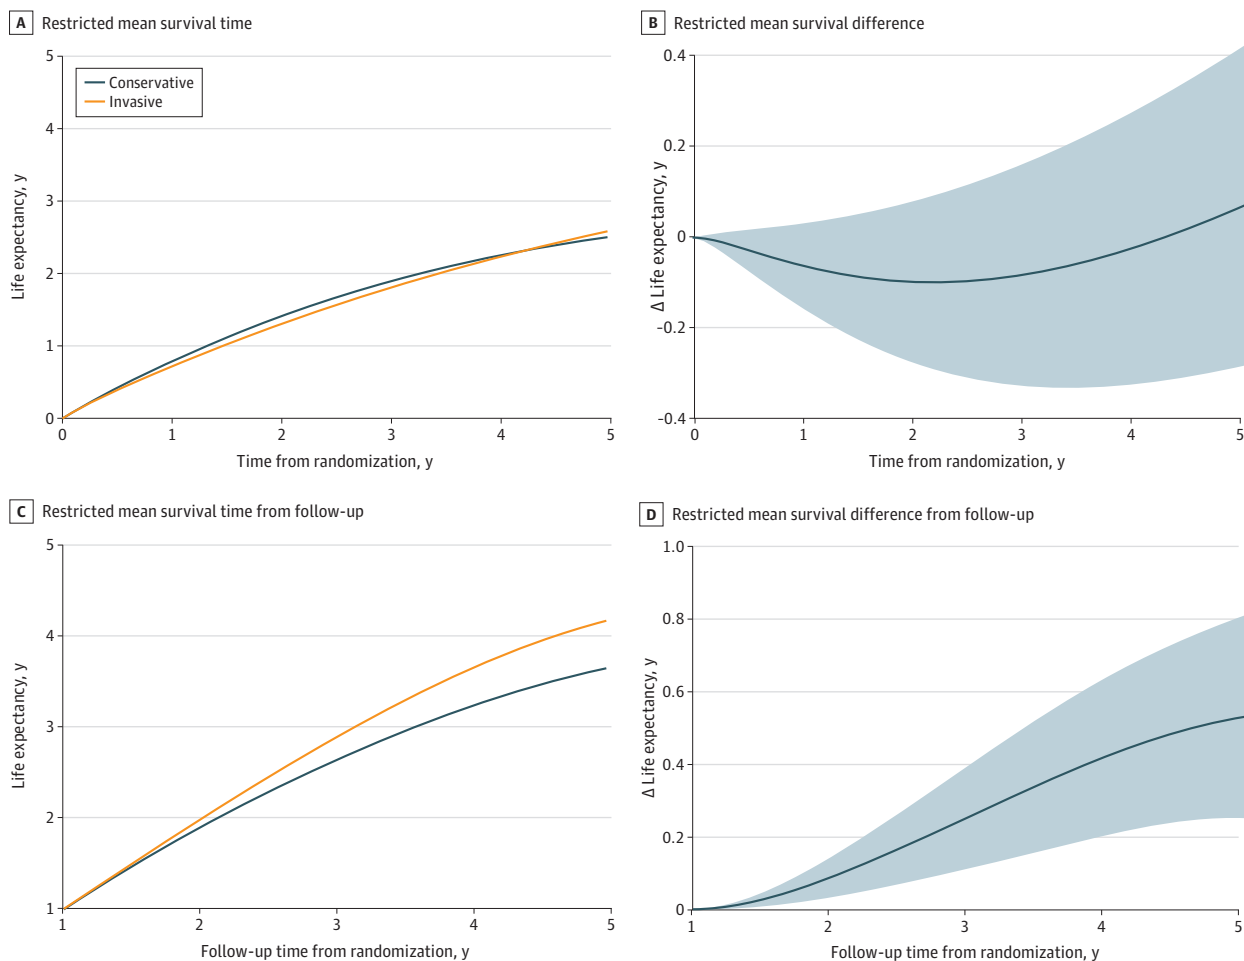 A Restricted mean survival time
5
4
3
2
1
0
Life expectancy, y
Conservative
Invasive
0 1 2 3 4 5
Time from randomization, y
B Restricted mean survival difference
0.4
0.2
0
-0.2
-0.4
Δ Life expectancy, y
0 1 2 3 4 5
Time from randomization, y
C Restricted mean survival time from follow-up
5
4
3
2
1
Life expectancy, y
1 2 3 4 5
Follow-up time from randomization, y
D Restricted mean survival difference from follow-up
1.0
0.8
0.6
0.4
0.2
0
Δ Life expectancy, y
1 2 3 4 5
Follow-up time from randomization, y